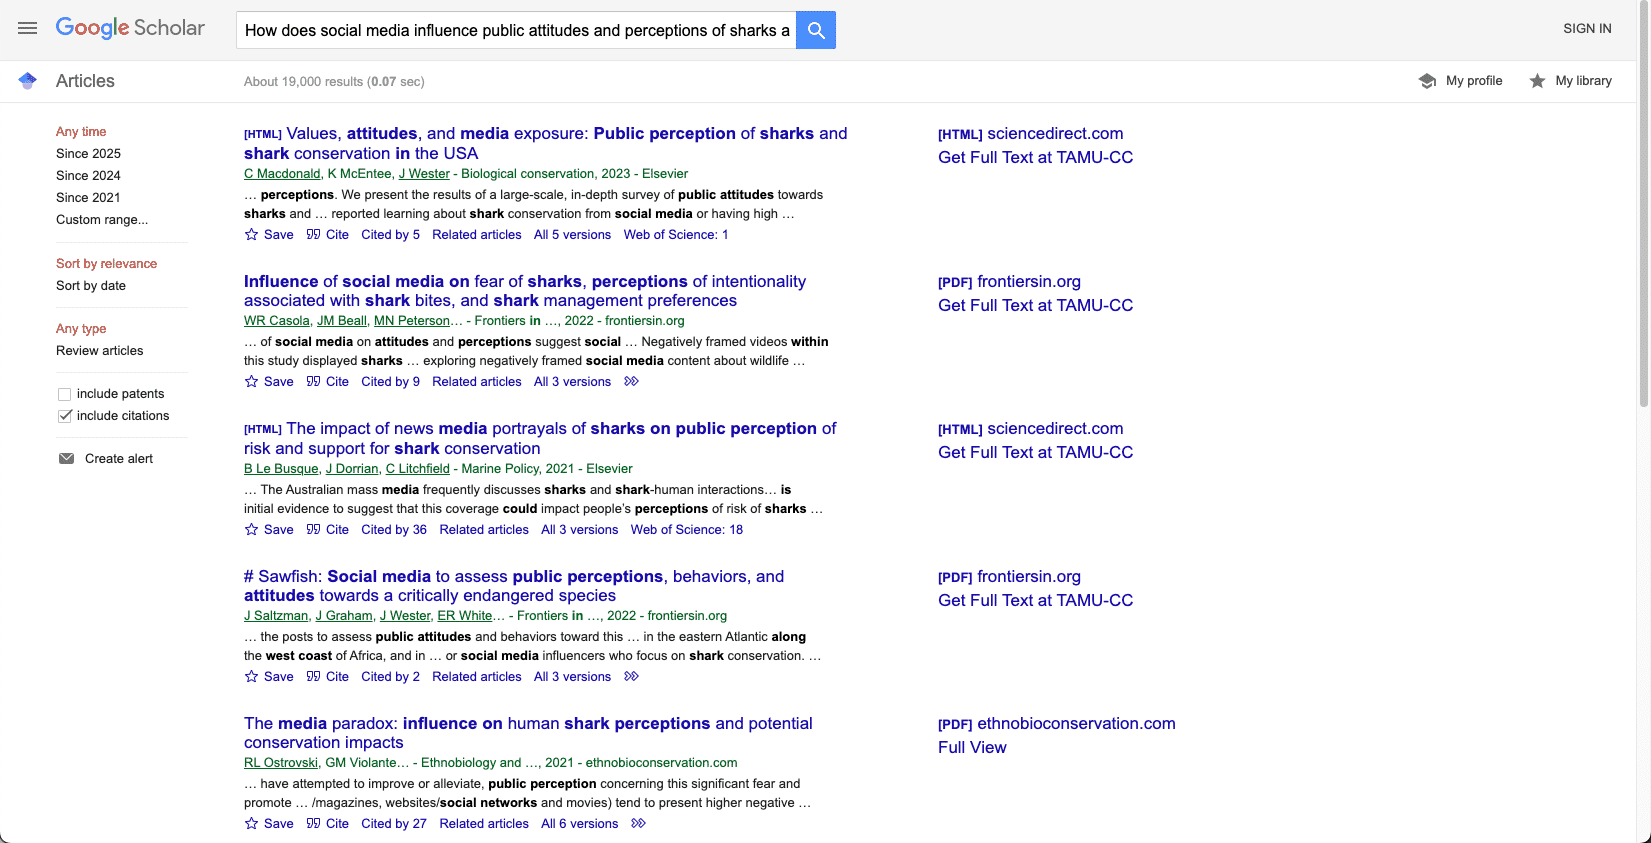 Google Scholar
How does social media influence public attitudes and perceptions of sharks a
SIGN IN
Articles
About 19,000 results (0.07 sec)
My profile
My library
Any time
Since 2025
Since 2024
Since 2021
Custom range...
Sort by relevance
Sort by date
Any type
Review articles
include patents
include citations
Create alert
[HTML] Values, attitudes, and media exposure: Public perception of sharks and
shark conservation in the USA
C Macdonald, K McEntee, J Wester - Biological conservation, 2023 - Elsevier
… perceptions. We present the results of a large-scale, in-depth survey of public attitudes towards
sharks and … reported learning about shark conservation from social media or having high …
Save Cite Cited by 5 Related articles All 5 versions Web of Science: 1
[HTML] sciencedirect.com
Get Full Text at TAMU-CC
Influence of social media on fear of sharks, perceptions of intentionality
associated with shark bites, and shark management preferences
WR Casola, JM Beall, MN Peterson… - Frontiers in …, 2022 - frontiersin.org
… of social media on attitudes and perceptions suggest social … Negatively framed videos within
this study displayed sharks … exploring negatively framed social media content about wildlife …
Save Cite Cited by 9 Related articles All 3 versions
[PDF] frontiersin.org
Get Full Text at TAMU-CC
[HTML] The impact of news media portrayals of sharks on public perception of
risk and support for shark conservation
B Le Busque, J Dorrian, C Litchfield - Marine Policy, 2021 - Elsevier
… The Australian mass media frequently discusses sharks and shark-human interactions… is
initial evidence to suggest that this coverage could impact people's perceptions of risk of sharks …
Save Cite Cited by 36 Related articles All 3 versions Web of Science: 18
[HTML] sciencedirect.com
Get Full Text at TAMU-CC
# Sawfish: Social media to assess public perceptions, behaviors, and
attitudes towards a critically endangered species
J Saltzman, J Graham, J Wester, ER White… - Frontiers in …, 2022 - frontiersin.org
… the posts to assess public attitudes and behaviors toward this … in the eastern Atlantic along
the west coast of Africa, and in … or social media influencers who focus on shark conservation. …
Save Cite Cited by 2 Related articles All 3 versions
[PDF] frontiersin.org
Get Full Text at TAMU-CC
The media paradox: influence on human shark perceptions and potential
conservation impacts
RL Ostrovski, GM Violante… - Ethnobiology and …, 2021 - ethnobioconservation.com
… have attempted to improve or alleviate, public perception concerning this significant fear and
promote … /magazines, websites/social networks and movies) tend to present higher negative …
Save Cite Cited by 27 Related articles All 6 versions
[PDF] ethnobioconservation.com
Full View